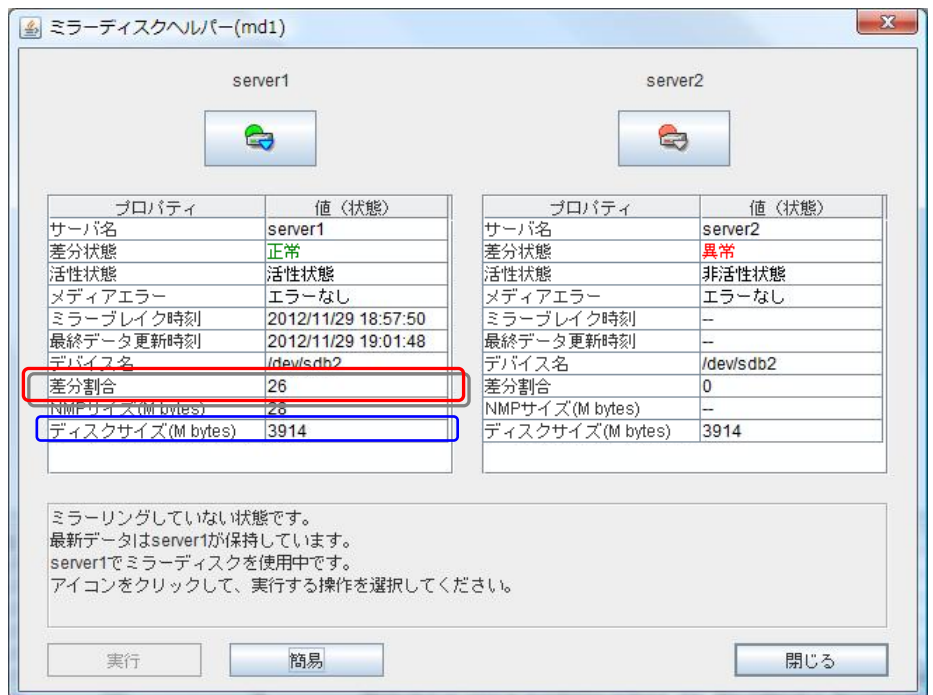 ミラーディスクヘルパー(md1)
server1
server2
プロパティ 値（状態）
サーバ名 server1
差分状態 正常
活性状態 活性状態
メディアエラー エラーなし
ミラーブレイク時刻 2012/11/29 18:57:50
最終データ更新時刻 2012/11/29 19:01:48
デバイス名 /dev/sdb2
差分割合 26
NMPサイズ(M bytes) 28
ディスクサイズ(M bytes) 3914
プロパティ 値（状態）
サーバ名 server2
差分状態 異常
活性状態 非活性状態
メディアエラー エラーなし
ミラーブレイク時刻 --
最終データ更新時刻 --
デバイス名 /dev/sdb2
差分割合 0
NMPサイズ(M bytes) --
ディスクサイズ(M bytes) 3914
ミラーリングしていない状態です。
最新データはserver1が保持しています。
server1でミラーディスクを使用中です。
アイコンをクリックして、実行する操作を選択してください。
実行
簡易
閉じる